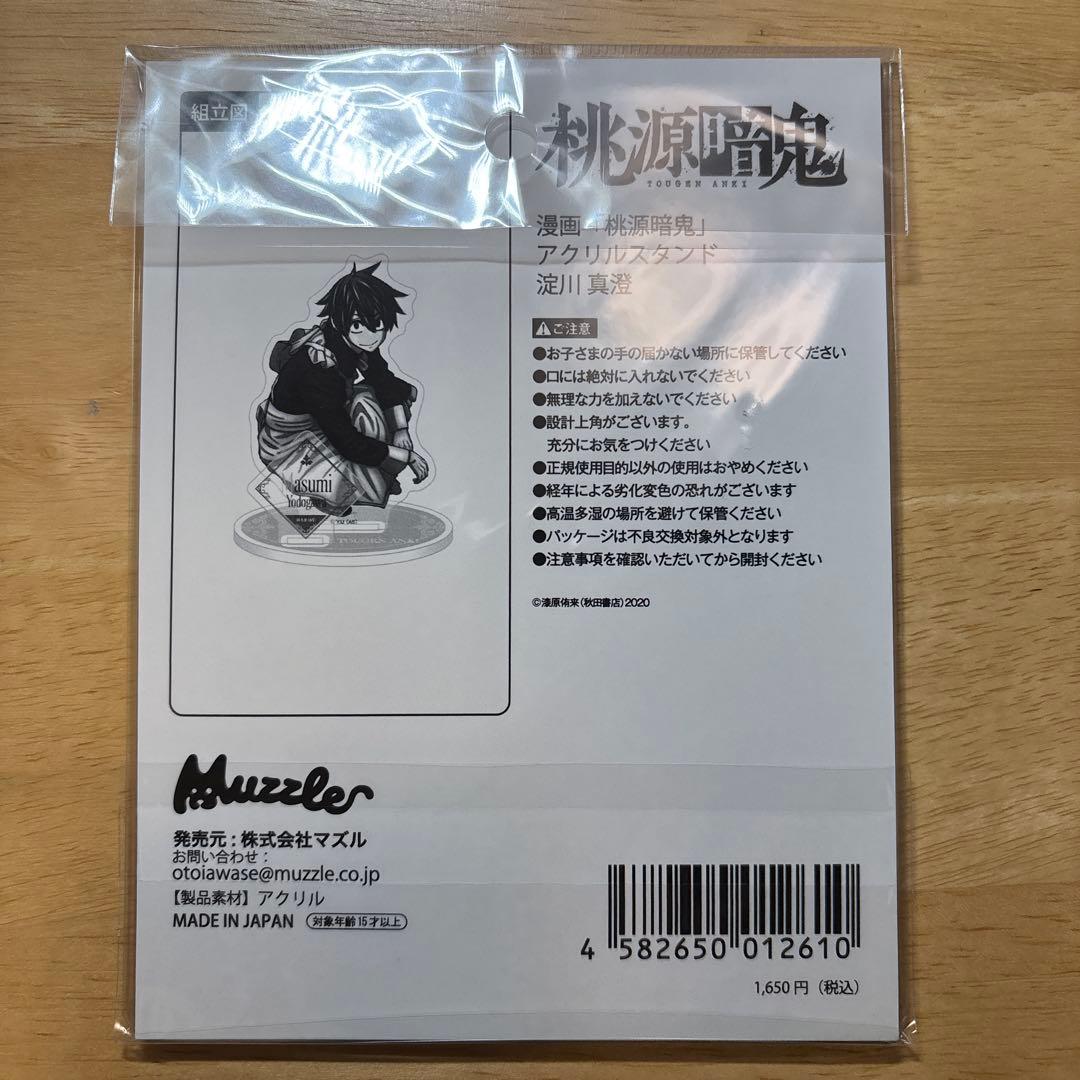 組立図
桃源暗鬼
TOUGEN ANKI
漫画「桃源暗鬼」
アクリルスタンド
淀川 真澄
ご注意
●お子さまの手の届かない場所に保管してください
●口には絶対に入れないでください
●無理な力を加えないでください
●設計上角がございます。
充分にお気をつけください
●正規使用目的以外の使用はおやめください
●経年による劣化変色の恐れがございます
●高温多湿の場所を避けて保管ください
●パッケージは不良交換対象外となります
●注意事項を確認いただいてから開封ください
©漆原侑来(秋田書店)2020
Masumi
Yodogawa
TOUGEN ANKI
Muzzle
発売元：株式会社マズル
お問い合わせ：
otoiawase@muzzle.co.jp
【製品素材】アクリル
MADE IN JAPAN 対象年齢15才以上
4 582650 012610
1,650円（税込）